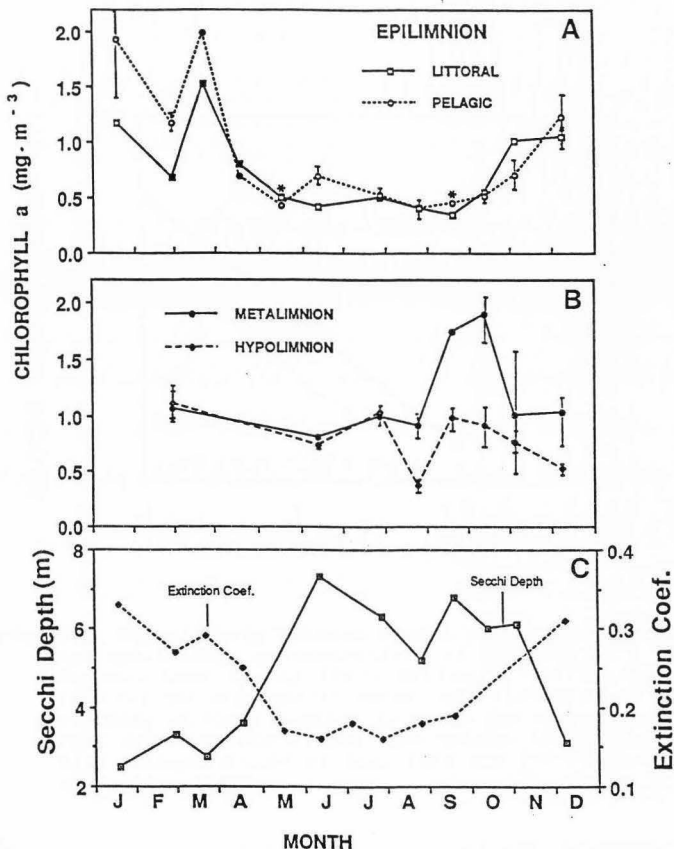 EPILIMNION
A
LITTORAL
PELAGIC
2.0
1.5
1.0
0.5
0.0
*
*
CHLOROPHYLL a (mg·m⁻³)
B
METALIMNION
HYPOLIMNION
2.0
1.5
1.0
0.5
0.0
C
Extinction Coef.
Secchi Depth
Secchi Depth (m)
8
6
4
2
0.4
0.3
0.2
0.1
Extinction Coef.
J F M A M J J A S O N D
MONTH